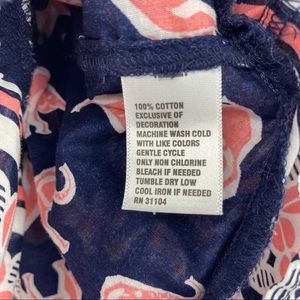 100% COTTON
EXCLUSIVE OF
DECORATION
MACHINE WASH COLD
WITH LIKE COLORS
GENTLE CYCLE
ONLY NON CHLORINE
BLEACH IF NEEDED
TUMBLE DRY LOW
COOL IRON IF NEEDED
RN 31104